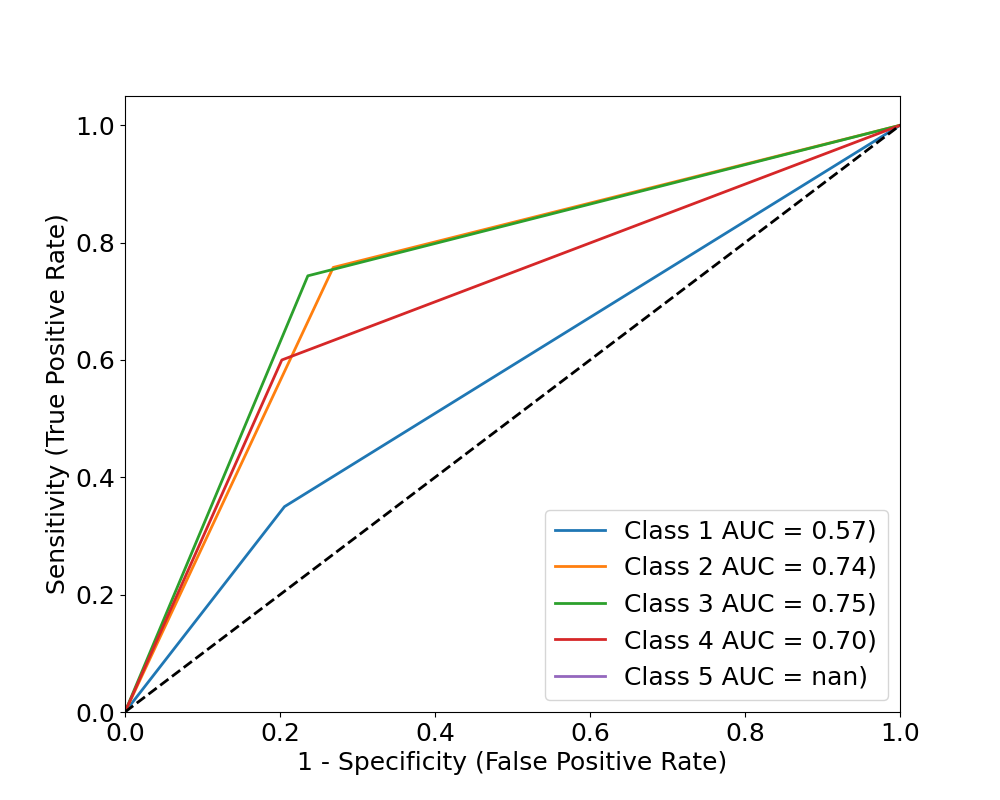 Sensitivity (True Positive Rate)
1.0
0.8
0.6
0.4
0.2
0.0
Class 1 AUC = 0.57)
Class 2 AUC = 0.74)
Class 3 AUC = 0.75)
Class 4 AUC = 0.70)
Class 5 AUC = nan)
0.0 0.2 0.4 0.6 0.8 1.0
1 - Specificity (False Positive Rate)